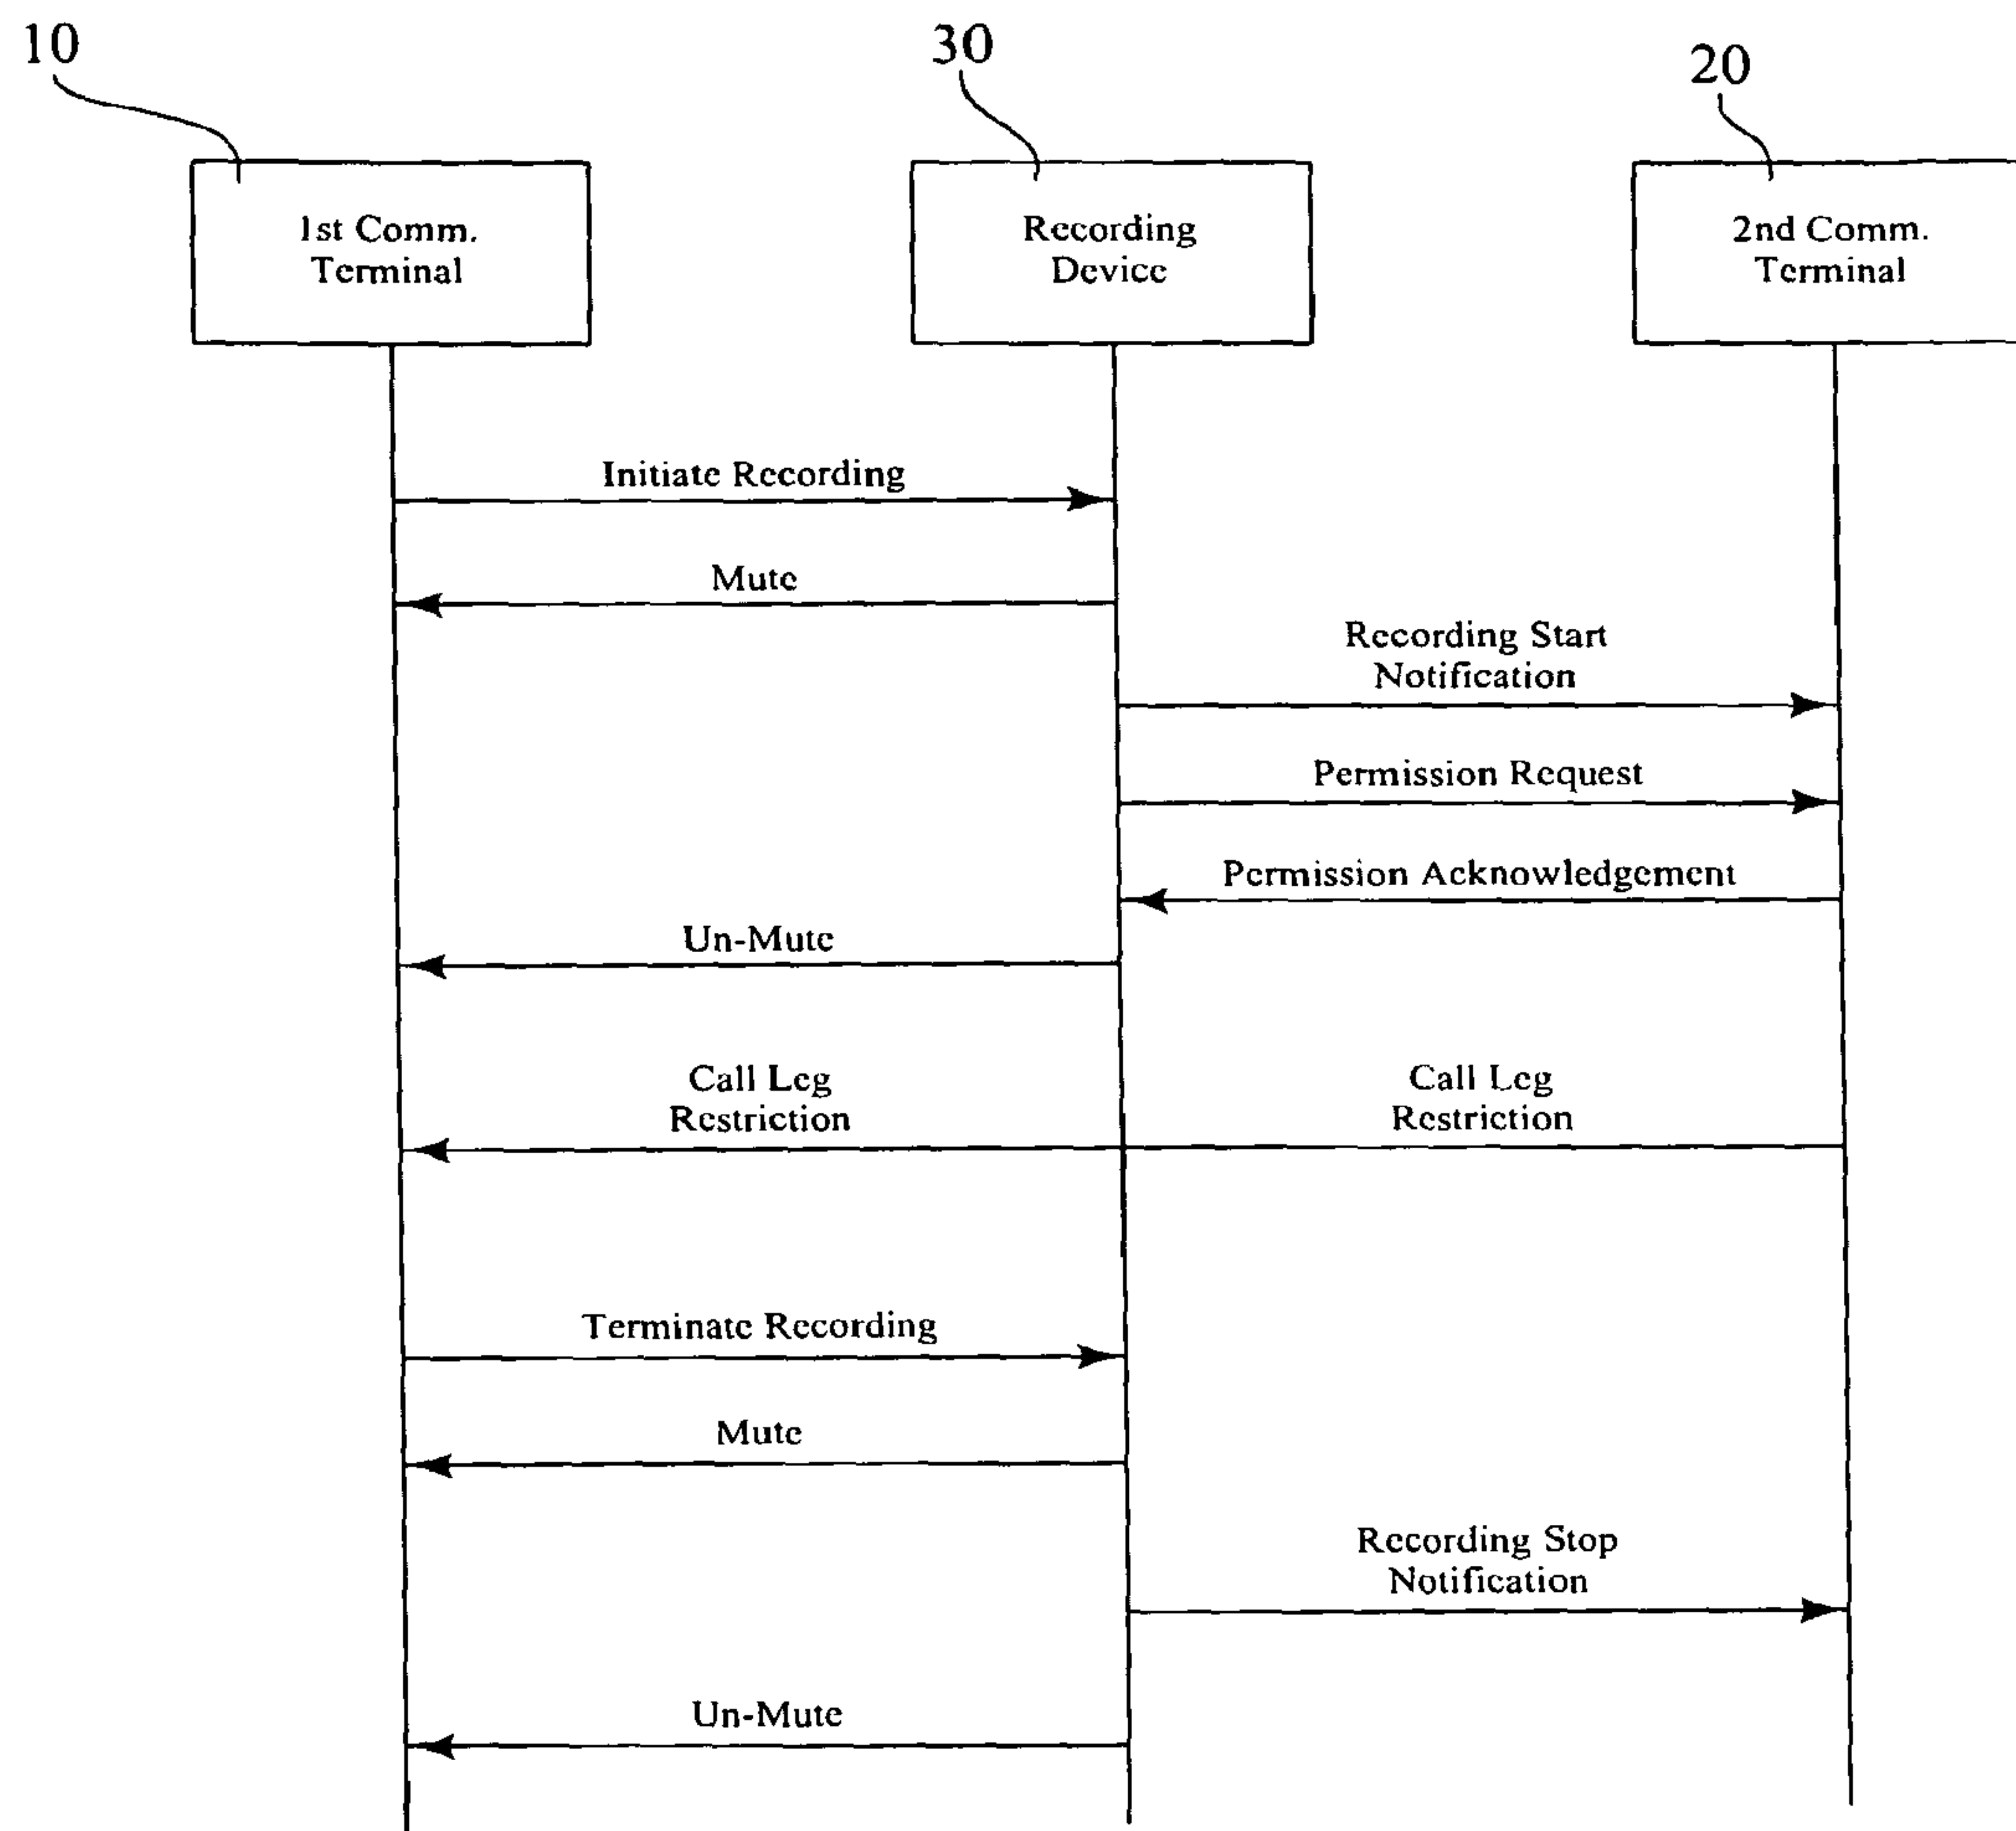 10
30
20
1st Comm.
Terminal
Recording
Device
2nd Comm.
Terminal
Initiate Recording
Mute
Recording Start
Notification
Permission Request
Permission Acknowledgement
Un-Mute
Call Leg
Restriction
Call Leg
Restriction
Terminate Recording
Mute
Recording Stop
Notification
Un-Mute